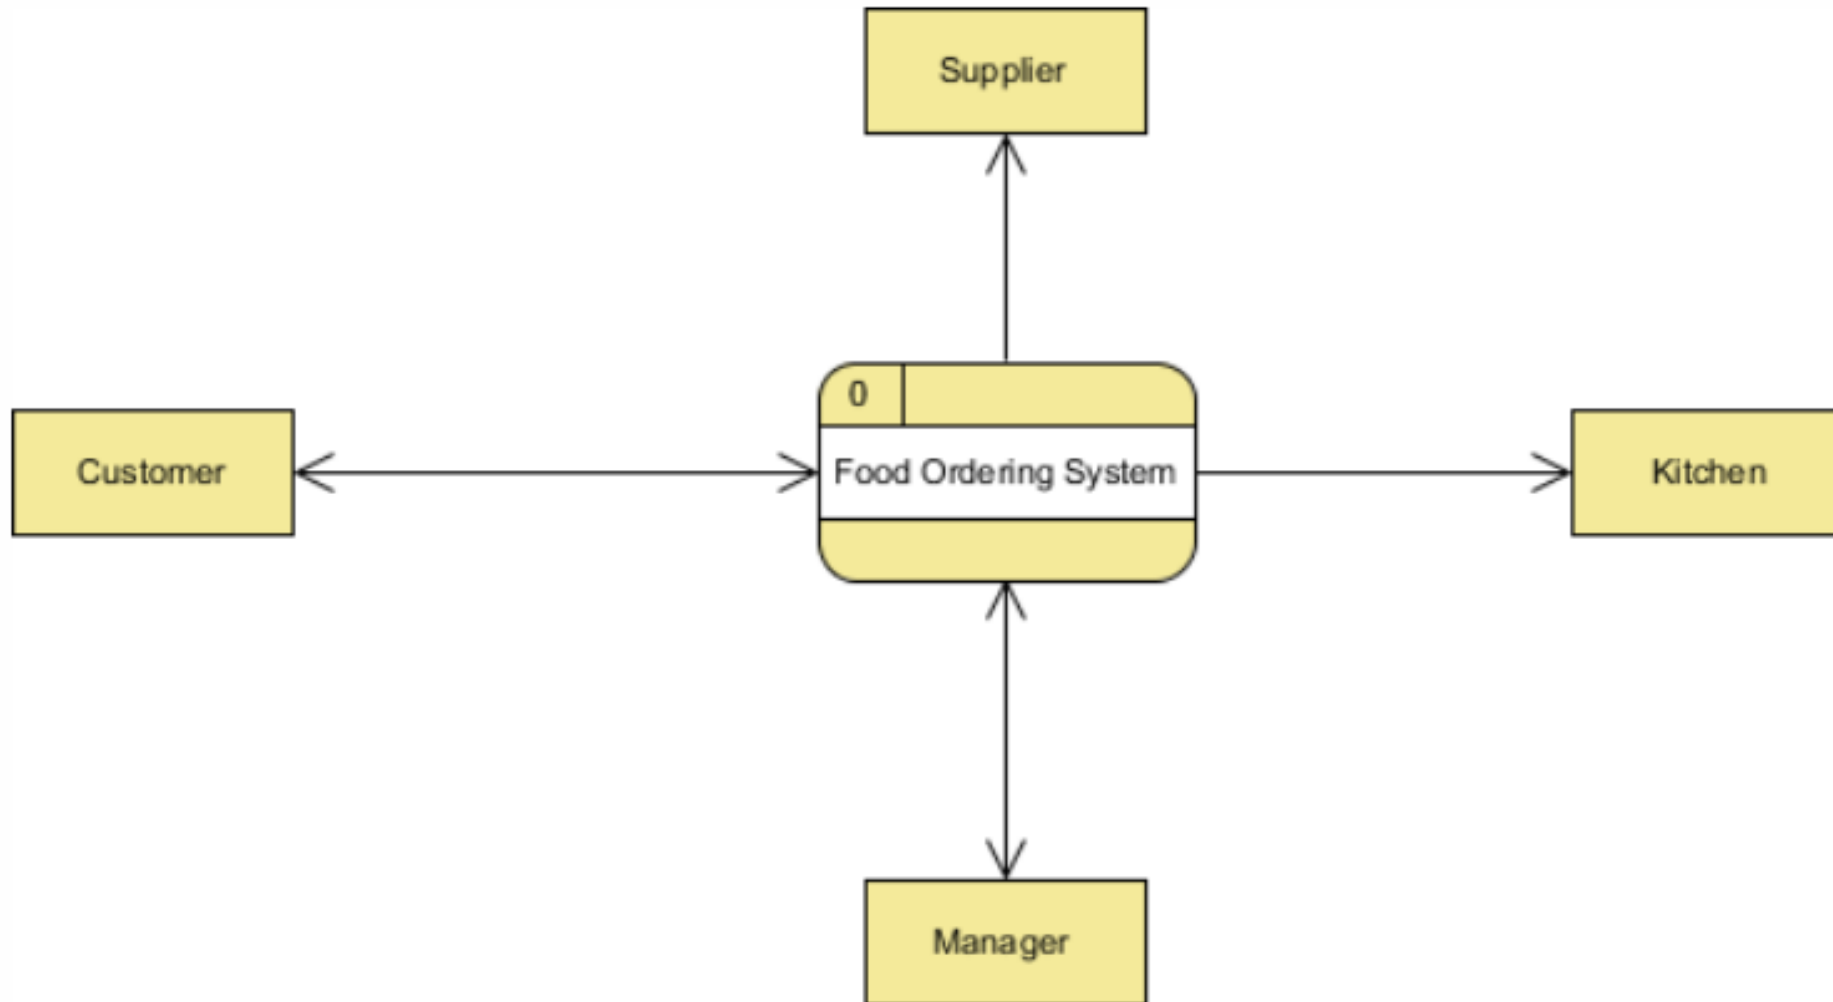 Supplier
0
Customer
Food Ordering System
Kitchen
Manager